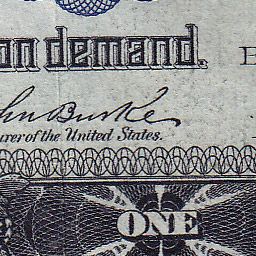 on demand.
hn Burke
urer of the United States.
ONE